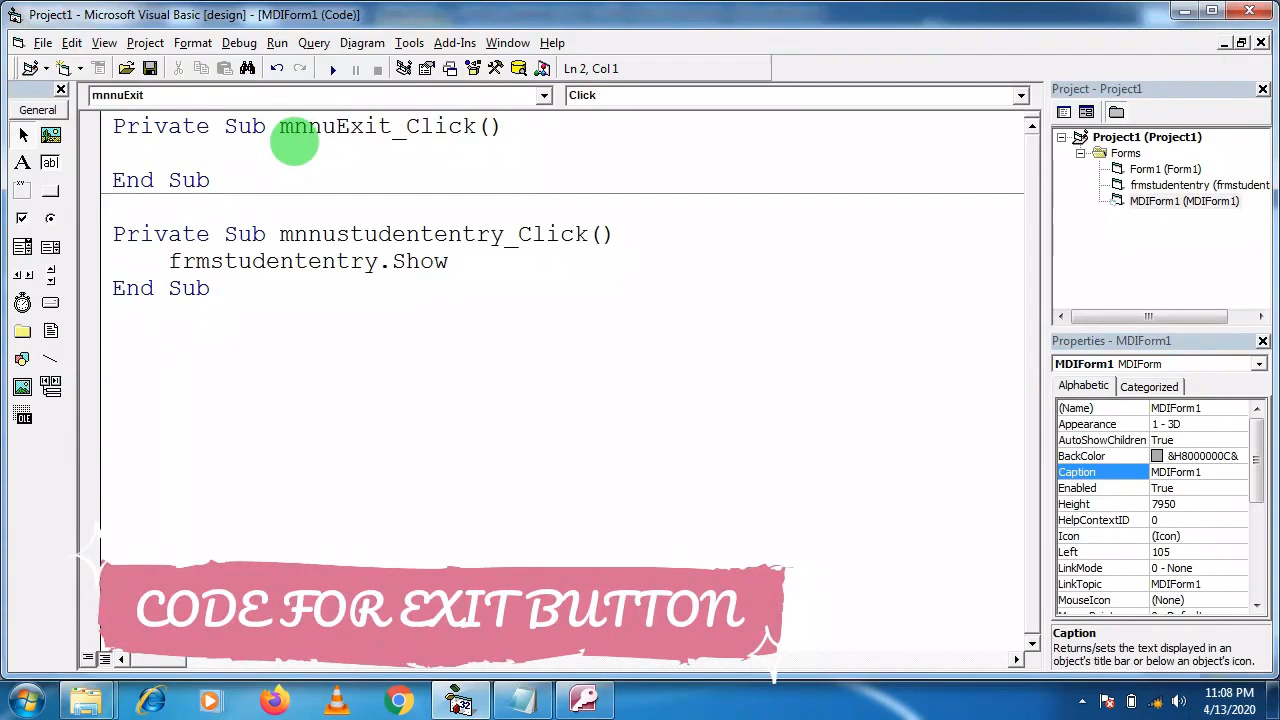 Project1 - Microsoft Visual Basic [design] - [MDIForm1 (Code)]
File Edit View Project Format Debug Run Query Diagram Tools Add-Ins Window Help
Ln 2, Col 1
General
mnnuExit Click
Private Sub mnnuExit_Click()
End Sub
Private Sub mnnustudententry_Click()
frmstudententry.Show
End Sub
CODE FOR EXIT BUTTON
Project - Project1
Project1 (Project1)
Forms
Form1 (Form1)
frmstudententry (frmstudent
MDIForm1 (MDIForm1)
Properties - MDIForm1
MDIForm1 MDIForm
Alphabetic Categorized
(Name) MDIForm1
Appearance 1 - 3D
AutoShowChildren True
BackColor &H8000000C&
Caption MDIForm1
Enabled True
Height 7950
HelpContextID 0
Icon (Icon)
Left 105
LinkMode 0 - None
LinkTopic MDIForm1
MouseIcon (None)
Caption
Returns/sets the text displayed in an
object's title bar or below an object's icon.
11:08 PM
4/13/2020